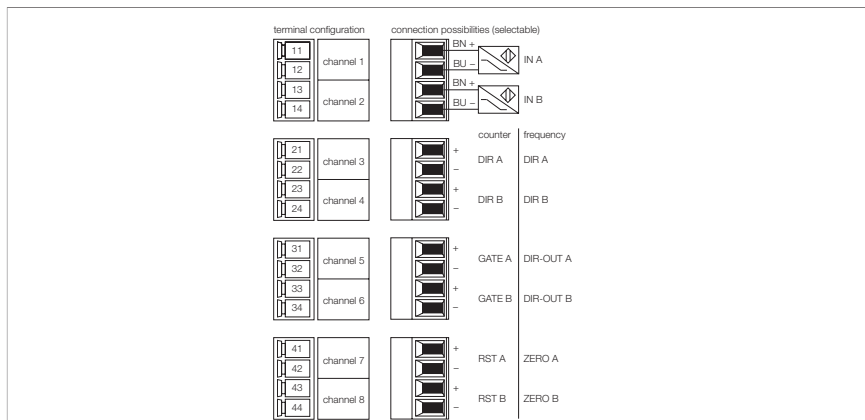 terminal configuration connection possibilities (selectable)
11 channel 1 BN + IN A
12 BU –
13 channel 2 BN + IN B
14 BU –
counter frequency
21 channel 3 + DIR A DIR A
22 –
23 channel 4 + DIR B DIR B
24 –
31 channel 5 + GATE A DIR-OUT A
32 –
33 channel 6 + GATE B DIR-OUT B
34 –
41 channel 7 + RST A ZERO A
42 –
43 channel 8 + RST B ZERO B
44 –